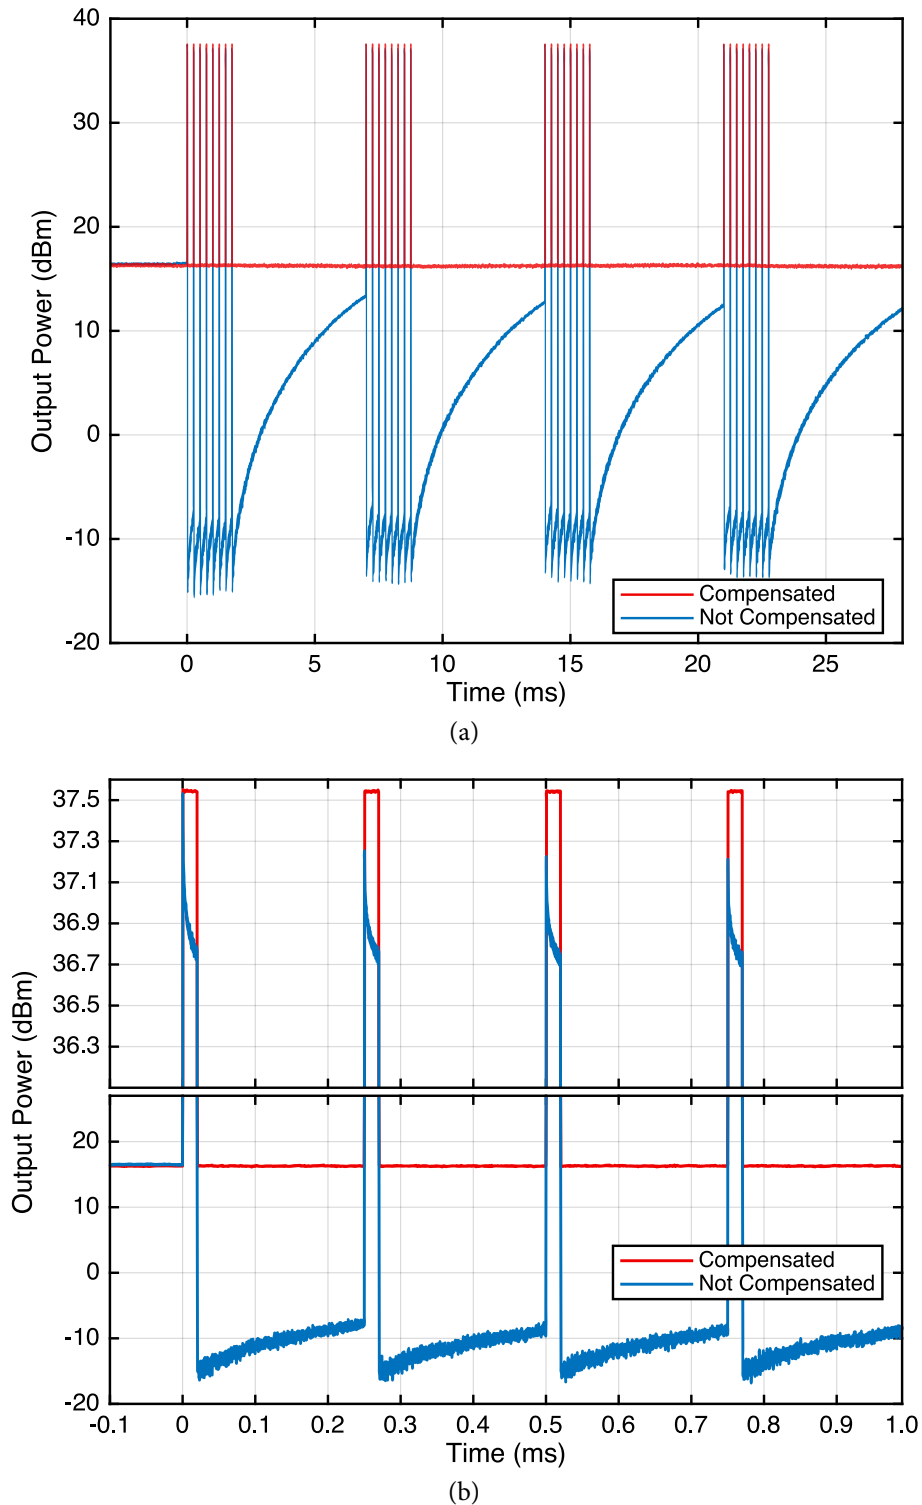 40
30
20
10
0
-10
-20
Output Power (dBm)
0 5 10 15 20 25
Time (ms)
Compensated
Not Compensated
(a)
37.5
37.3
37.1
36.9
36.7
36.5
36.3
20
10
0
-10
-20
Output Power (dBm)
Compensated
Not Compensated
-0.1 0 0.1 0.2 0.3 0.4 0.5 0.6 0.7 0.8 0.9 1.0
Time (ms)
(b)